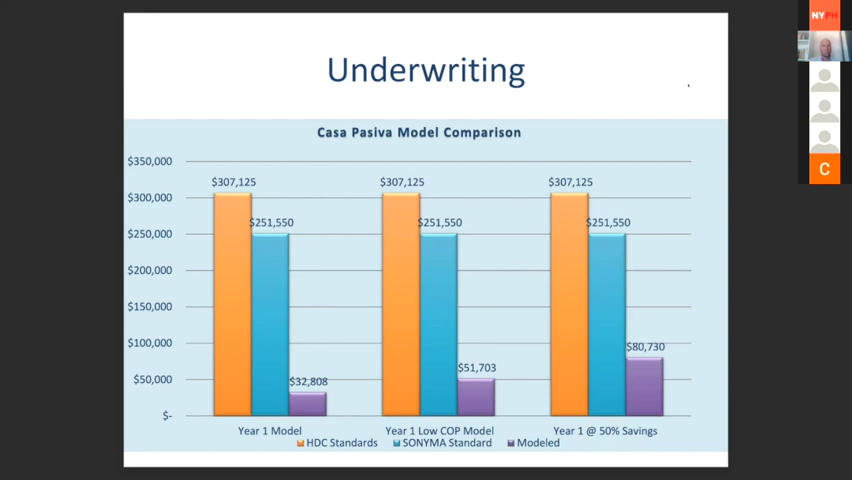 NYPH
Underwriting
Casa Pasiva Model Comparison
$350,000
$300,000
$250,000
$200,000
$150,000
$100,000
$50,000
$-
$307,125
$251,550
$32,808
$307,125
$251,550
$51,703
$307,125
$251,550
$80,730
Year 1 Model
Year 1 Low COP Model
Year 1 @ 50% Savings
HDC Standards
SONYMA Standard
Modeled
C